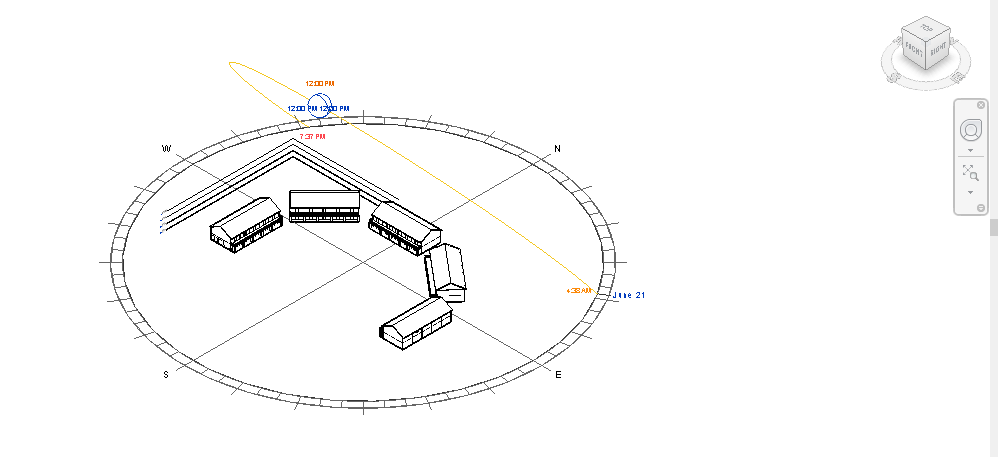 TOP
FRONT
RIGHT
12:00 PM
12:00 PM 12:00 PM
7:37 PM
W
N
4:38 AM
June 21
S
E